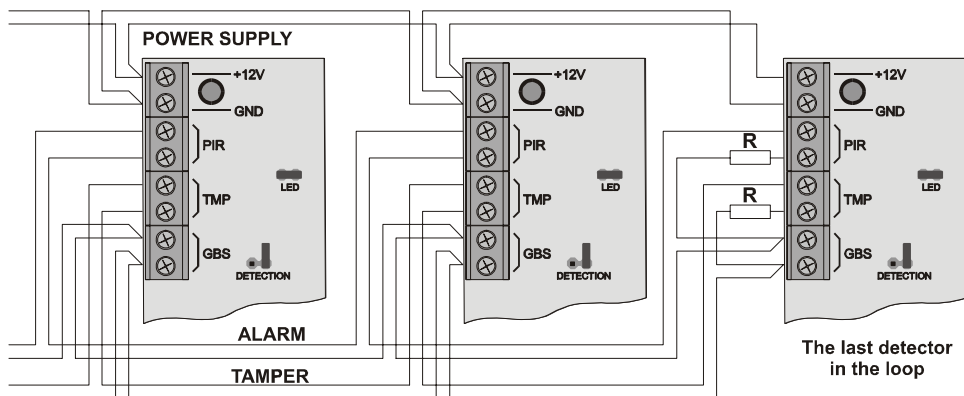 POWER SUPPLY
+12V
GND
PIR
TMP
GBS
LED
DETECTION
+12V
GND
PIR
TMP
GBS
LED
DETECTION
R
R
+12V
GND
PIR
TMP
GBS
LED
DETECTION
ALARM
TAMPER
The last detector
in the loop